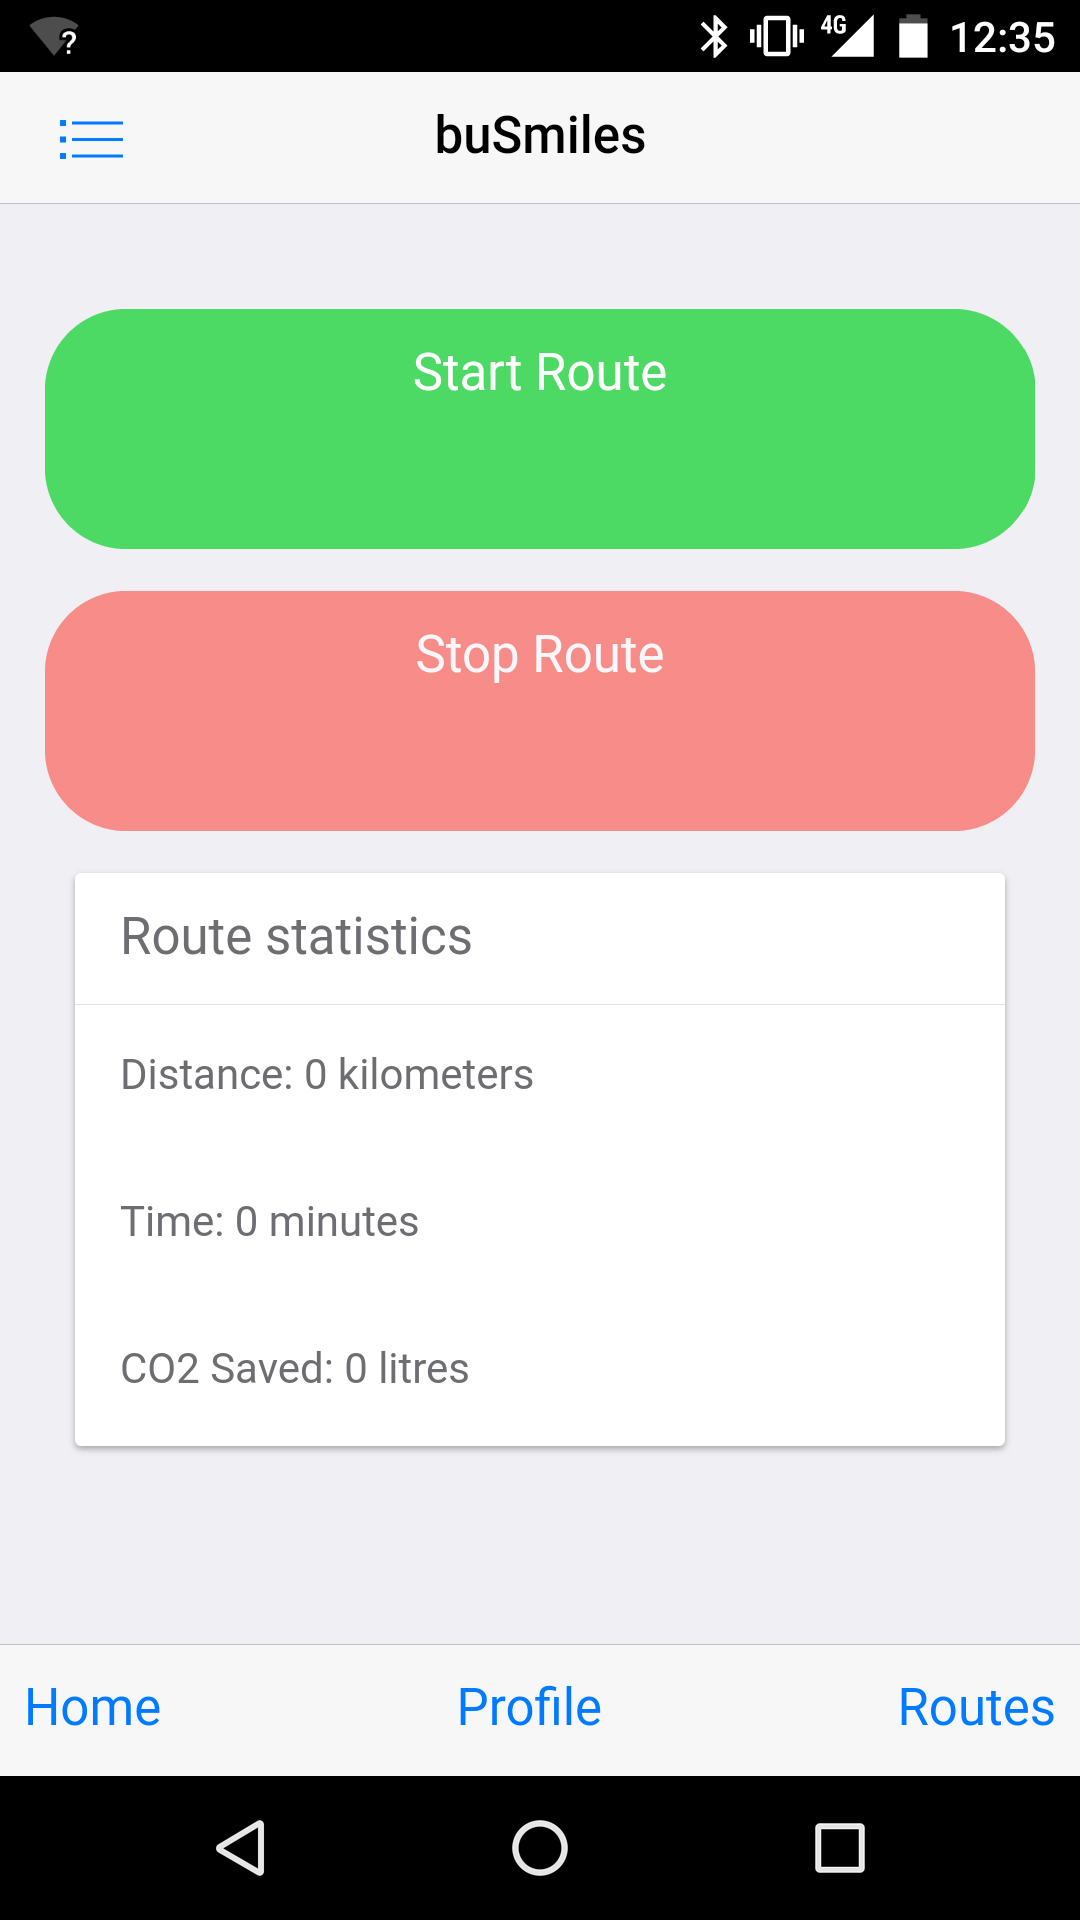 ?
4G
12:35
buSmiles
Start Route
Stop Route
Route statistics
Distance: 0 kilometers
Time: 0 minutes
CO2 Saved: 0 litres
Home Profile Routes